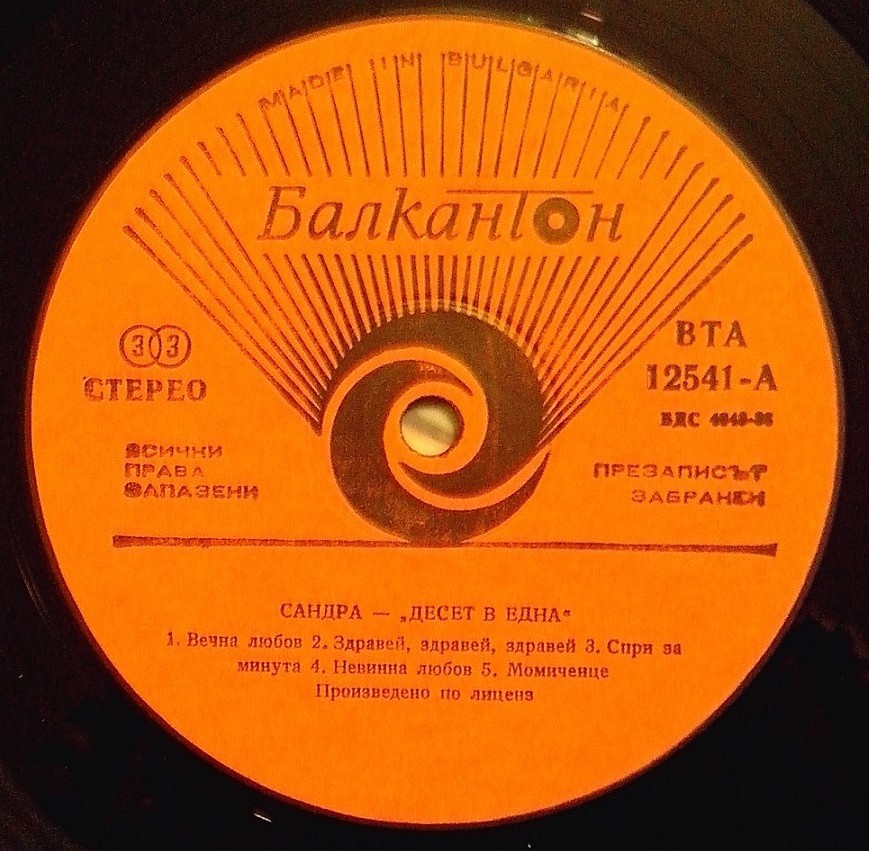 MADE IN BULGARIA
Балкантон
33
СТЕРЕО
ВТА
12541-А
ВСИЧКИ
ПРАВА
ЗАПАЗЕНИ
БДС
ПРЕЗАПИСЪТ
ЗАБРАНЕН
САНДРА — „ДЕСЕТ В ЕДНА“
1. Вечна любов 2. Здравей, здравей, здравей 3. Спри за
минута 4. Невинна любов 5. Момиченце
Произведено по лиценз